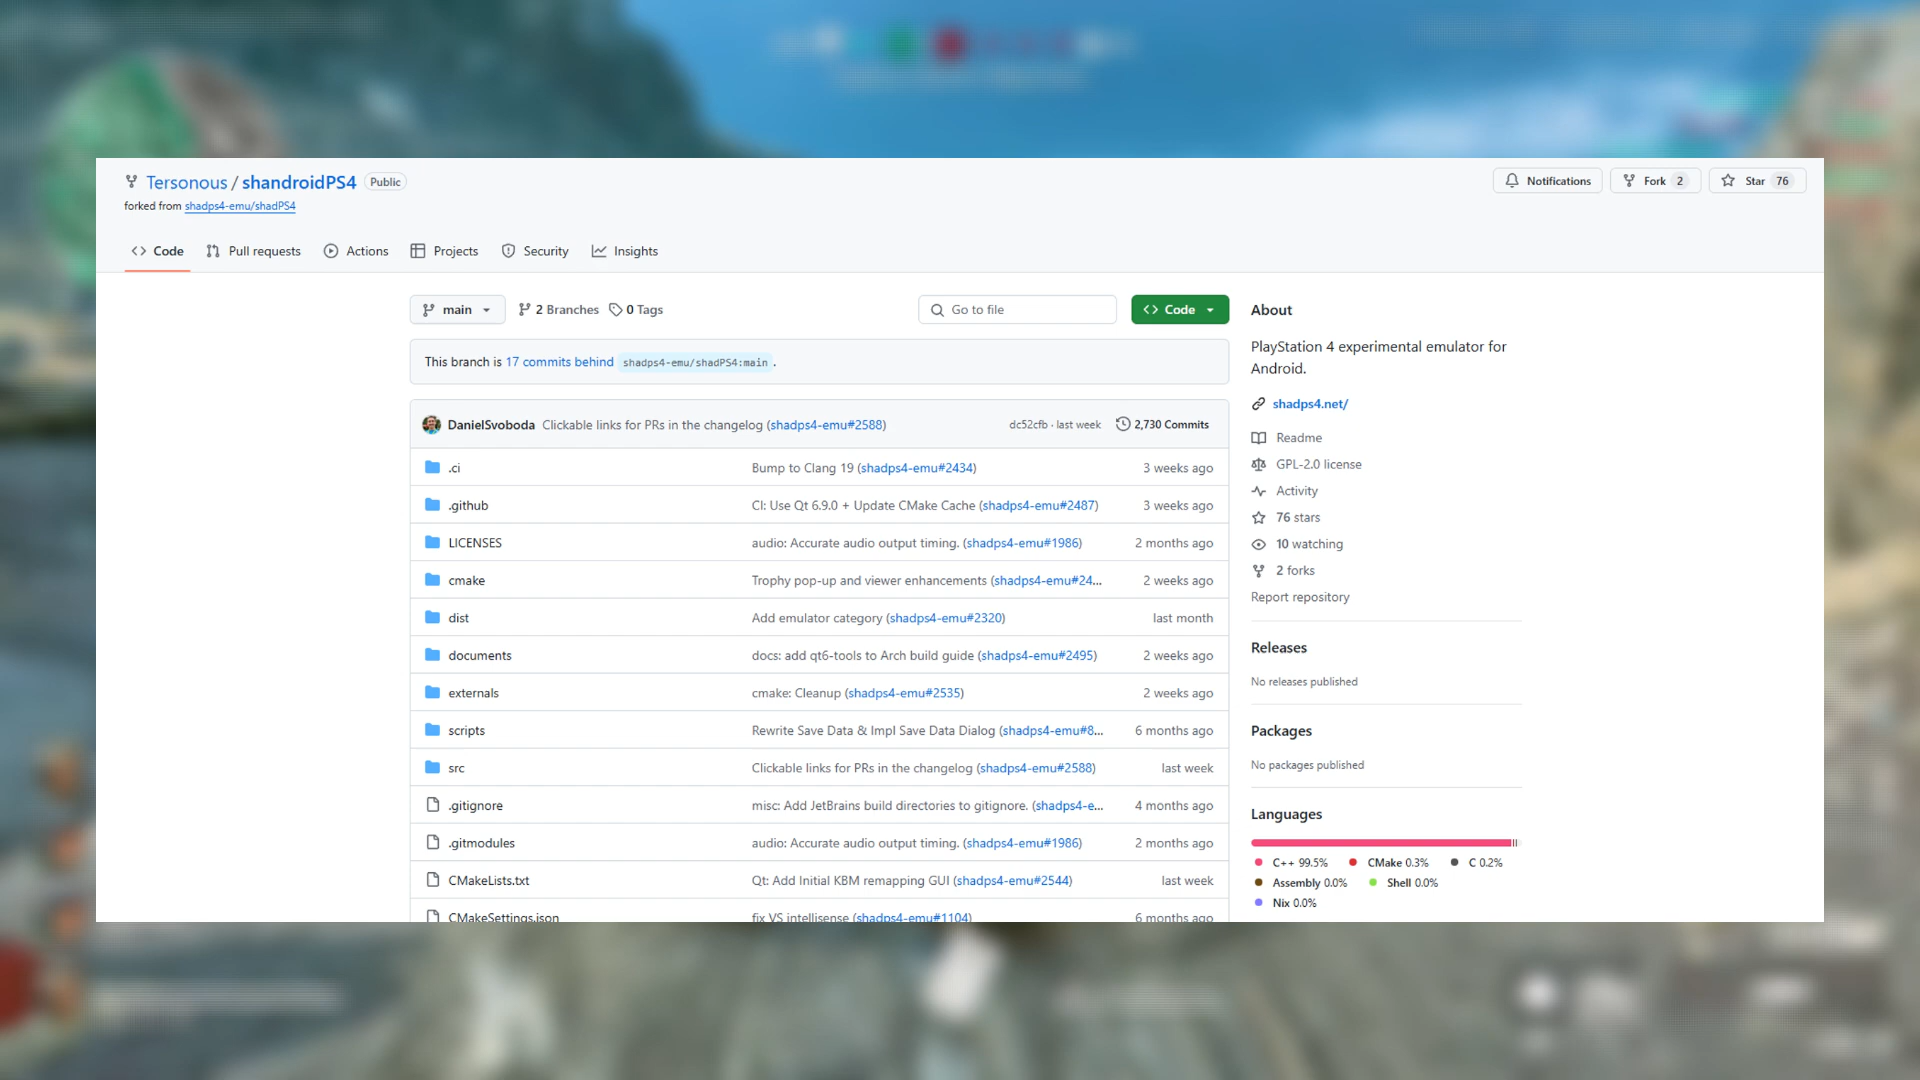 Tersonous / shandroidPS4 Public
Notifications Fork 2 Star 76
forked from shadps4-emu/shadPS4
Code Pull requests Actions Projects Security Insights
main 2 Branches 0 Tags Go to file Code
This branch is 17 commits behind shadps4-emu/shadPS4:main .
DanielSvoboda Clickable links for PRs in the changelog (shadps4-emu#2588) dc52cfb · last week 2,730 Commits
.ci Bump to Clang 19 (shadps4-emu#2434) 3 weeks ago
.github CI: Use Qt 6.9.0 + Update CMake Cache (shadps4-emu#2487) 3 weeks ago
LICENSES audio: Accurate audio output timing. (shadps4-emu#1986) 2 months ago
cmake Trophy pop-up and viewer enhancements (shadps4-emu#24... 2 weeks ago
dist Add emulator category (shadps4-emu#2320) last month
documents docs: add qt6-tools to Arch build guide (shadps4-emu#2495) 2 weeks ago
externals cmake: Cleanup (shadps4-emu#2535) 2 weeks ago
scripts Rewrite Save Data & Impl Save Data Dialog (shadps4-emu#8... 6 months ago
src Clickable links for PRs in the changelog (shadps4-emu#2588) last week
.gitignore misc: Add JetBrains build directories to gitignore. (shadps4-e... 4 months ago
.gitmodules audio: Accurate audio output timing. (shadps4-emu#1986) 2 months ago
CMakeLists.txt Qt: Add Initial KBM remapping GUI (shadps4-emu#2544) last week
CMakeSettings.json fix VS intellisense (shadps4-emu#1104) 6 months ago
About
PlayStation 4 experimental emulator for
Android.
shadps4.net/
Readme
GPL-2.0 license
Activity
76 stars
10 watching
2 forks
Report repository
Releases
No releases published
Packages
No packages published
Languages
C++ 99.5% CMake 0.3% C 0.2%
Assembly 0.0% Shell 0.0%
Nix 0.0%